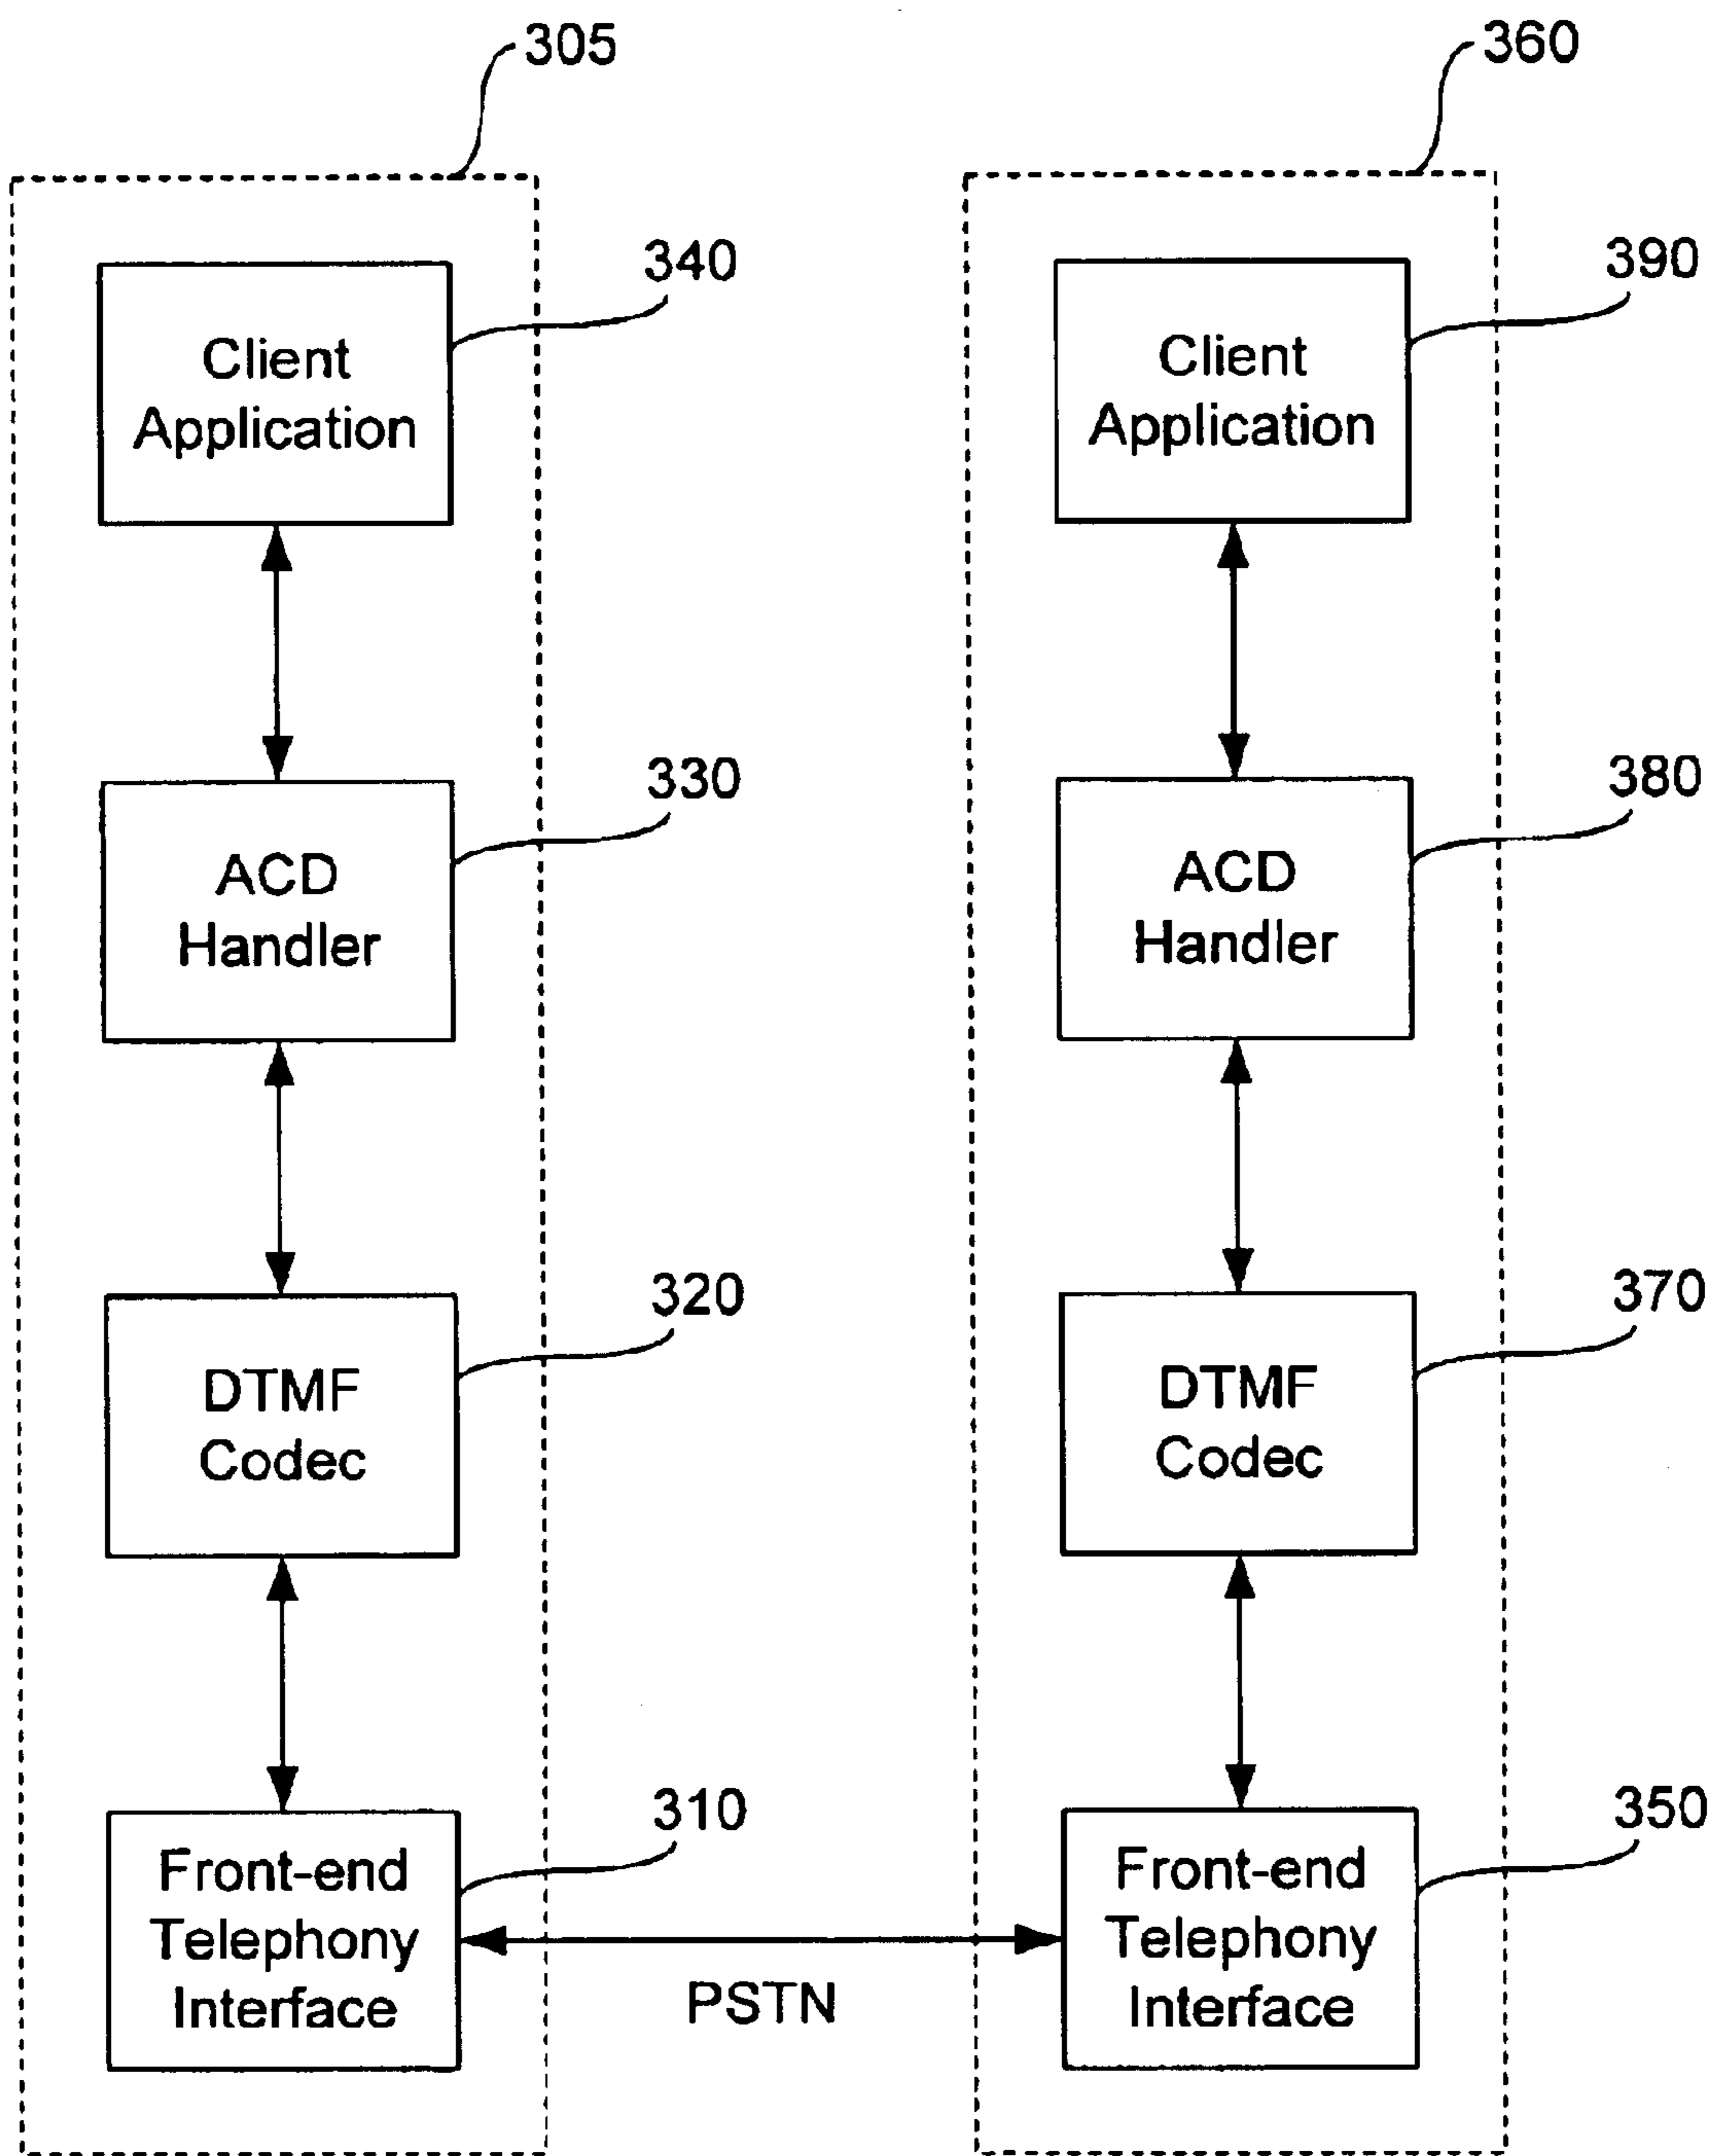 305
360
340
390
Client
Application
Client
Application
330
380
ACD
Handler
ACD
Handler
320
370
DTMF
Codec
DTMF
Codec
310
350
Front-end
Telephony
Interface
Front-end
Telephony
Interface
PSTN